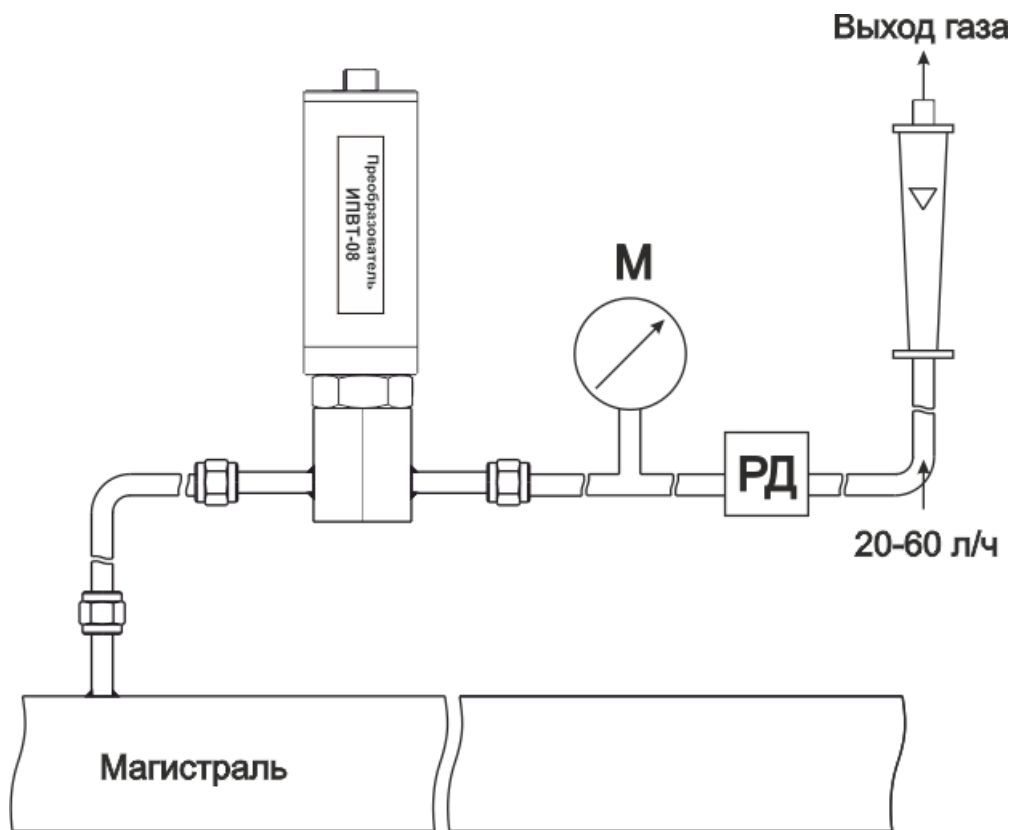 Выход газа
Преобразователь
ИПВТ-08
М
РД
20-60 л/ч
Магистраль